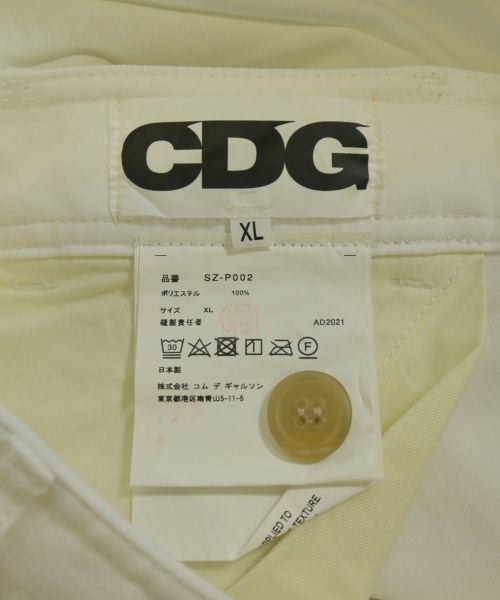 CDG
XL
品番 SZ-P002
ポリエステル 100%
サイズ XL
縫製責任者 AD2021
30 F
日本製
株式会社 コム デ ギャルソン
東京都港区南青山5-11-5
TO
TEXTURE